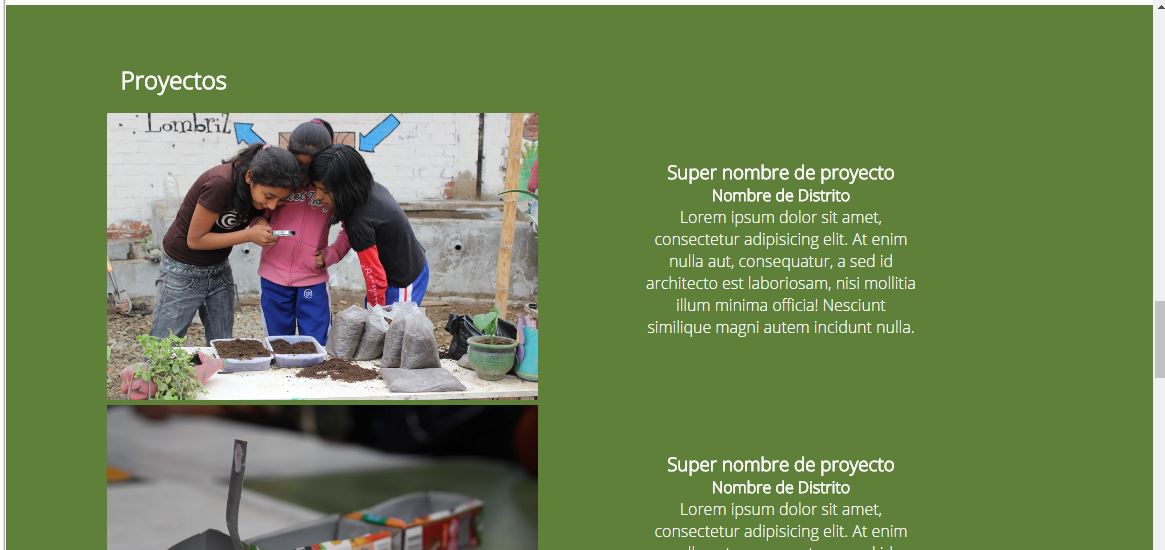 Proyectos
Lombriz
Super nombre de proyecto
Nombre de Distrito
Lorem ipsum dolor sit amet,
consectetur adipisicing elit. At enim
nulla aut, consequatur, a sed id
architecto est laboriosam, nisi mollitia
illum minima officia! Nesciunt
similique magni autem incidunt nulla.
Super nombre de proyecto
Nombre de Distrito
Lorem ipsum dolor sit amet,
consectetur adipisicing elit. At enim